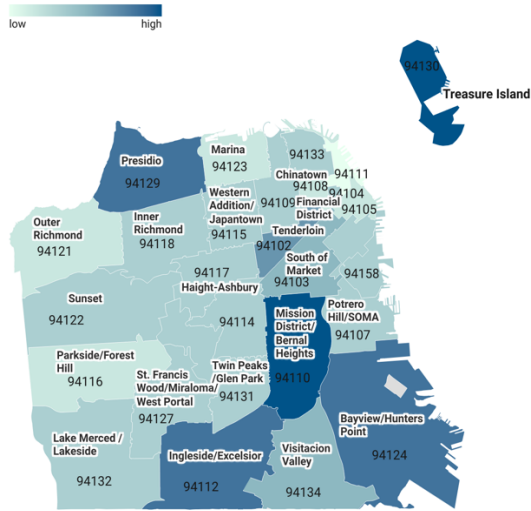 low high
94130
Treasure Island
Marina
94123
94133
Presidio
94129
Chinatown
94111
94108
94104
Western
Addition/
Japantown
94109
Financial
District
94105
Outer
Richmond
94121
Inner
Richmond
94118
94115
Tenderloin
94102
South of
Market
94103
94158
94117
Haight-Ashbury
Sunset
94122
94114
Mission
District/
Bernal
Heights
94110
Potrero
Hill/SOMA
94107
Parkside/Forest
Hill
94116
Twin Peaks
/Glen Park
94131
St. Francis
Wood/Miraloma/
West Portal
94127
Bayview/Hunters
Point
94124
Lake Merced /
Lakeside
94132
Ingleside/Excelsior
94112
Visitacion
Valley
94134